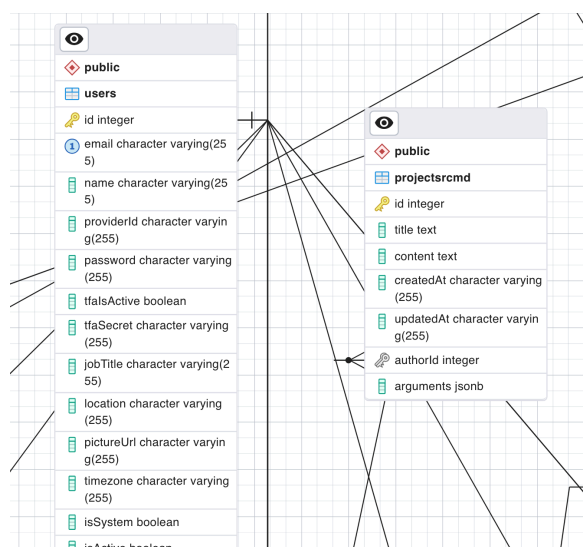 public
users
id integer
email character varying(25
5)
name character varying(25
5)
providerId character varyin
g(255)
password character varying
(255)
tfaIsActive boolean
tfaSecret character varying
(255)
jobTitle character varying(2
55)
location character varying
(255)
pictureUrl character varyin
g(255)
timezone character varying
(255)
isSystem boolean
isActive boolean
public
projectsrcmd
id integer
title text
content text
createdAt character varying
(255)
updatedAt character varyin
g(255)
authorId integer
arguments jsonb